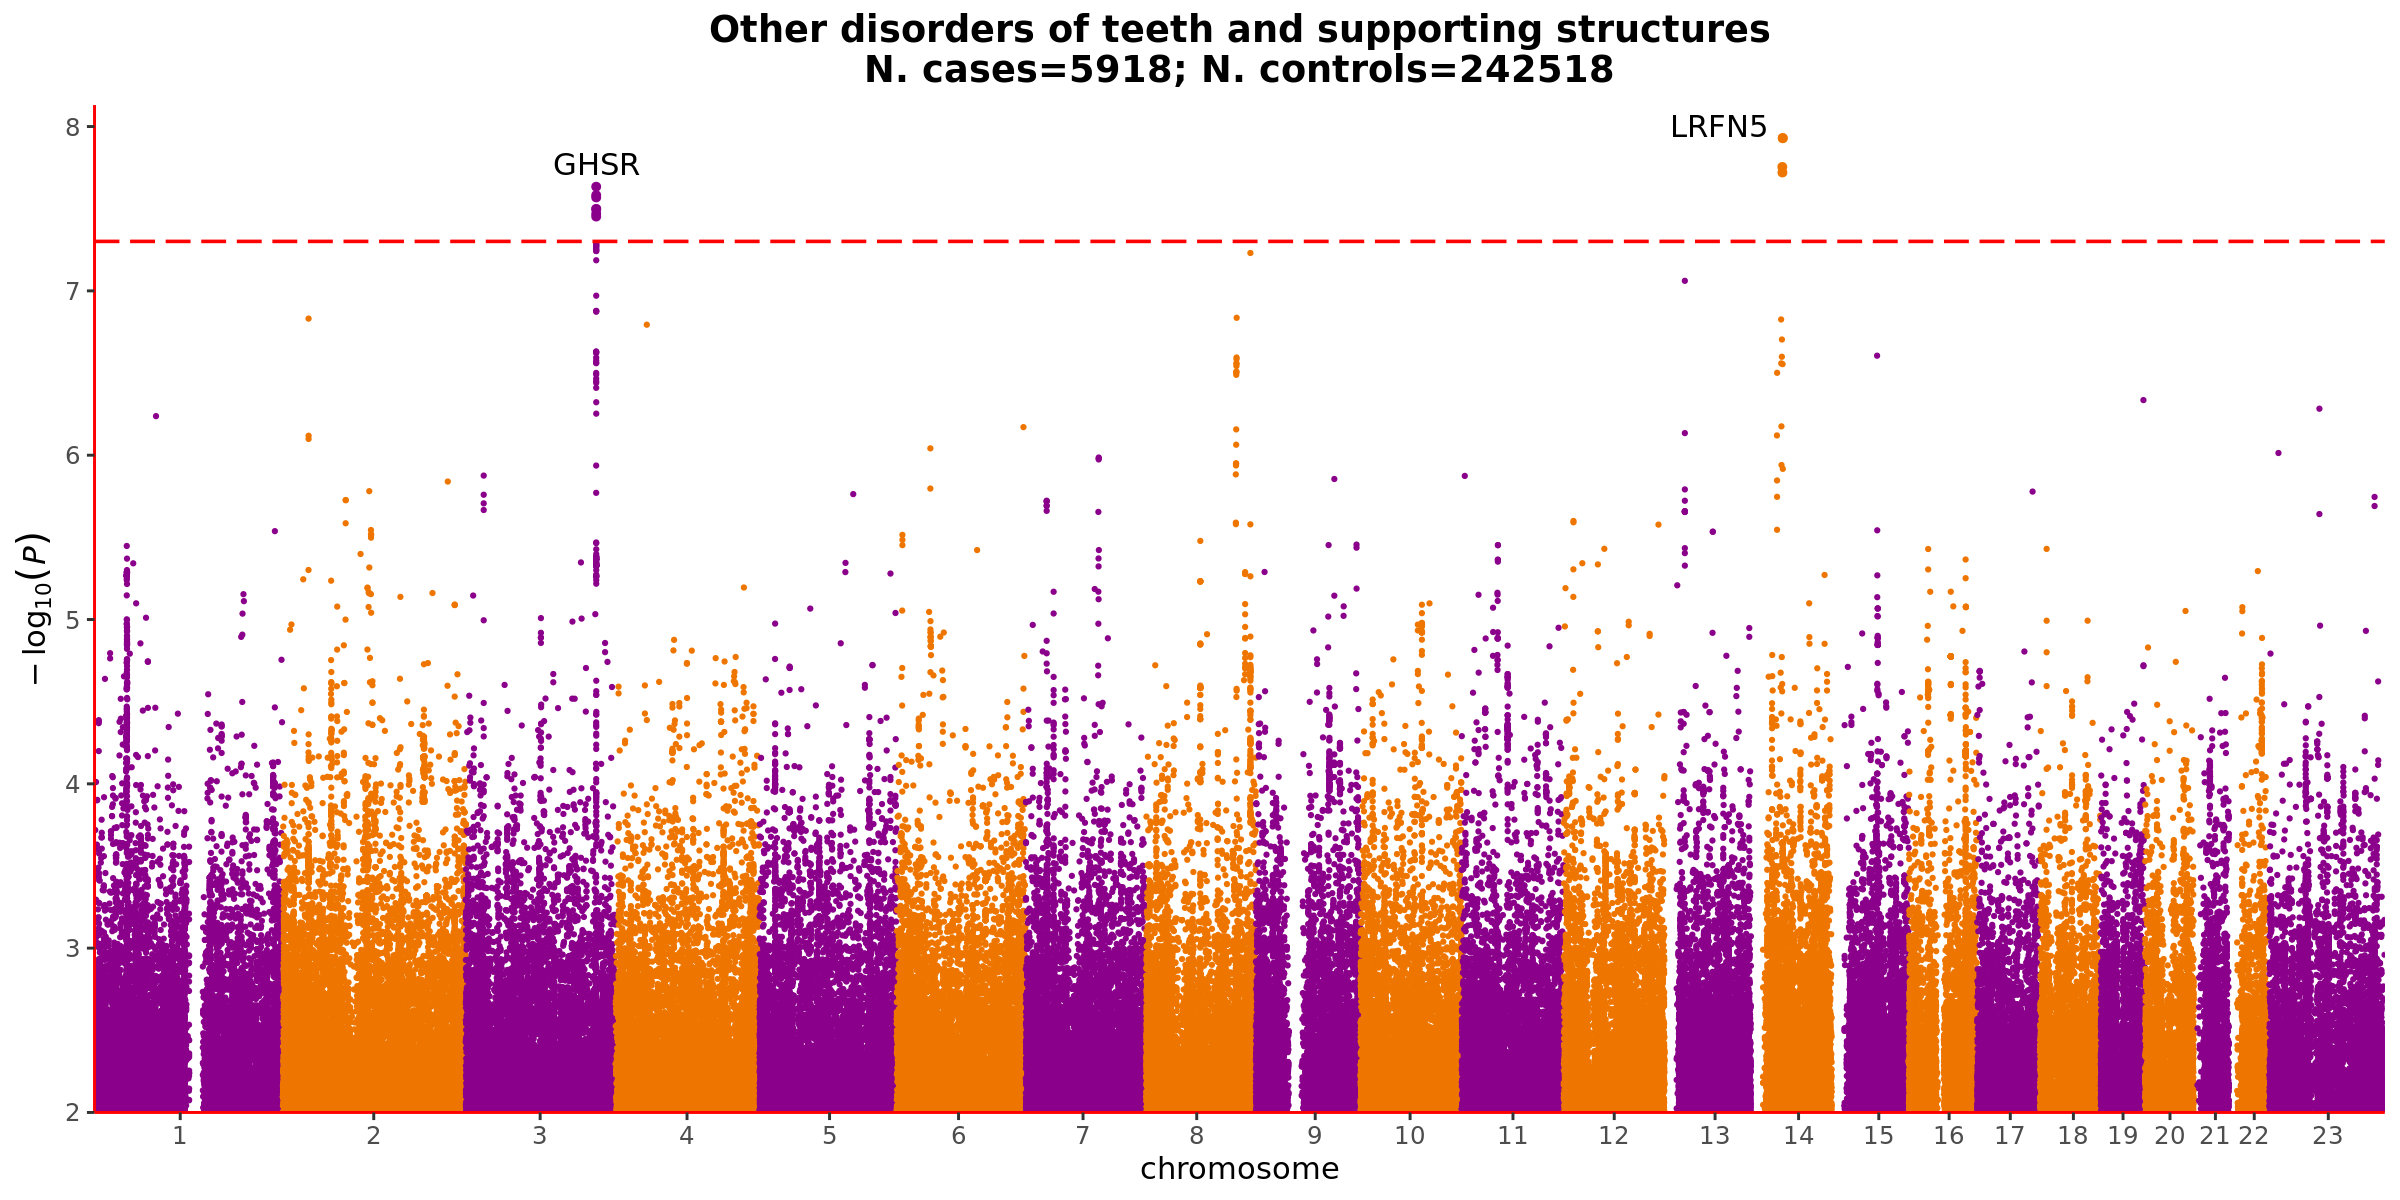 Other disorders of teeth and supporting structures
N. cases=5918; N. controls=242518
LRFN5
GHSR
8
7
6
5
4
3
2
−log10(P)
1 2 3 4 5 6 7 8 9 10 11 12 13 14 15 16 17 18 19 20 21 22 23
chromosome